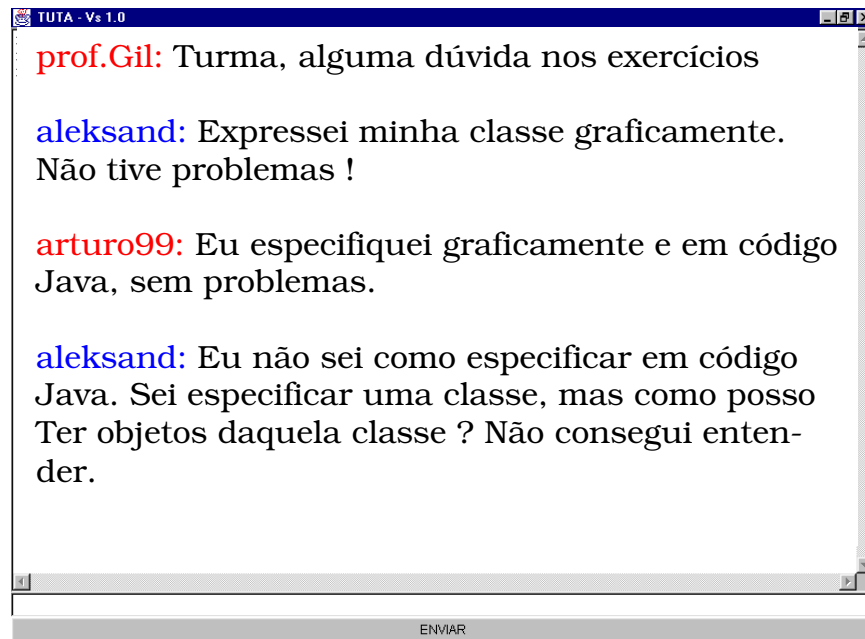 TUTA - Vs 1.0
prof.Gil: Turma, alguma dúvida nos exercícios
aleksand: Expressei minha classe graficamente.
Não tive problemas !
arturo99: Eu especifiquei graficamente e em código
Java, sem problemas.
aleksand: Eu não sei como especificar em código
Java. Sei especificar uma classe, mas como posso
Ter objetos daquela classe ? Não consegui enten-
der.
ENVIAR